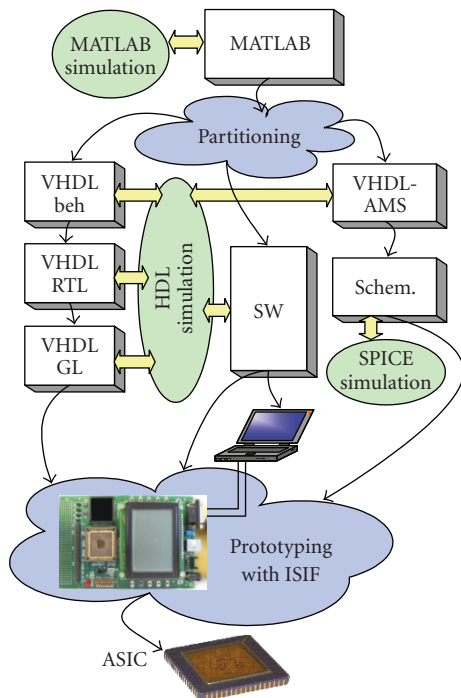 MATLAB
simulation
MATLAB
Partitioning
VHDL
beh
VHDL-
AMS
VHDL
RTL
HDL
simulation
SW
Schem.
VHDL
GL
SPICE
simulation
Prototyping
with ISIF
ASIC